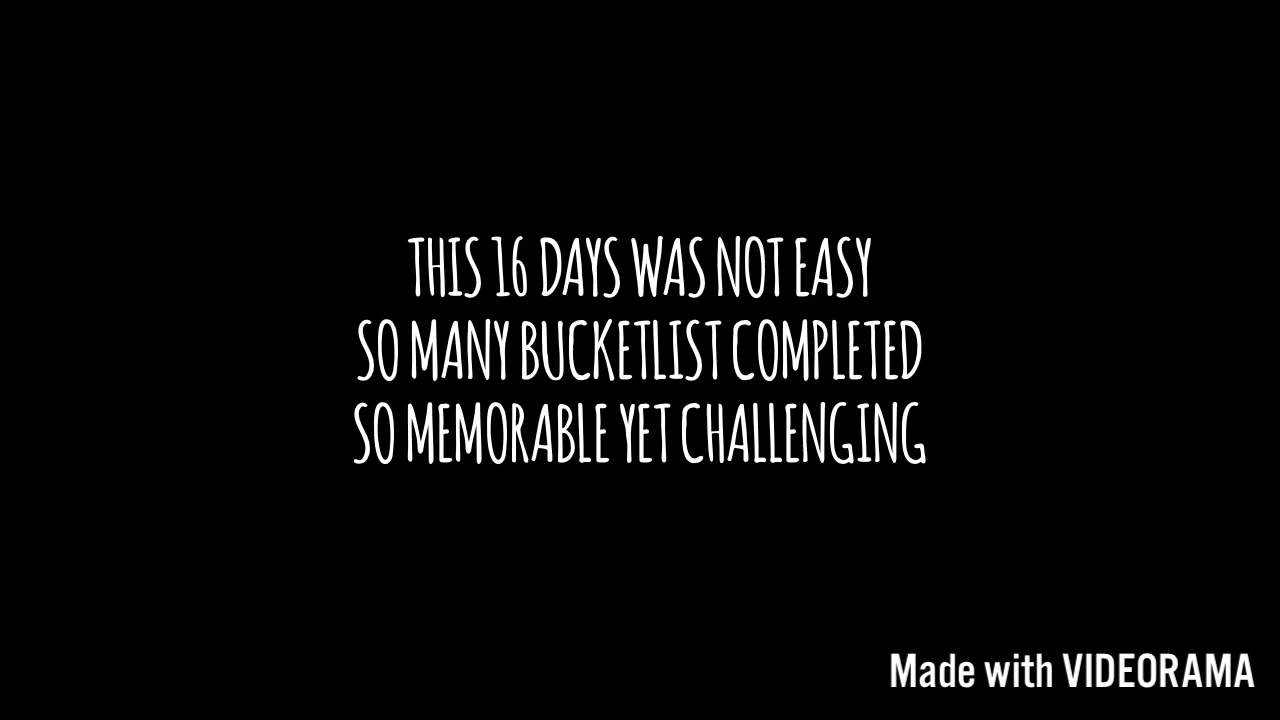 THIS 16 DAYS WAS NOT EASY
SO MANY BUCKETLIST COMPLETED
SO MEMORABLE YET CHALLENGING
Made with VIDEORAMA